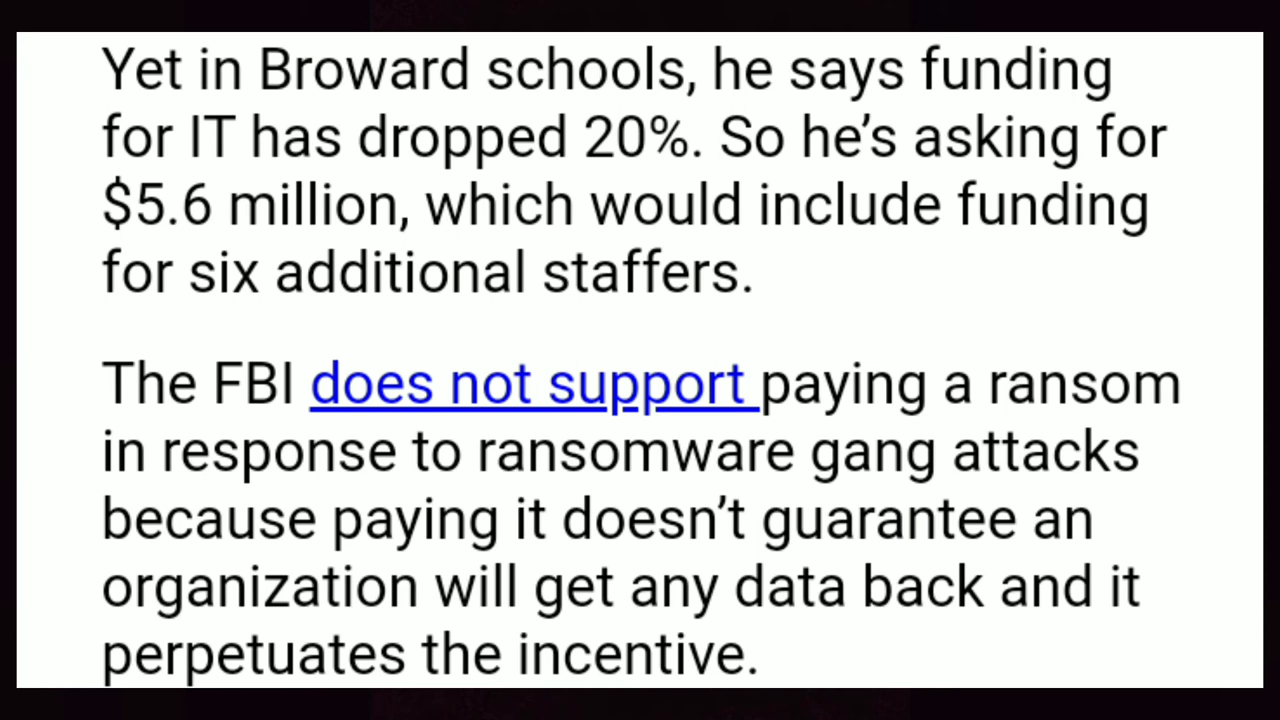 Yet in Broward schools, he says funding
for IT has dropped 20%. So he’s asking for
$5.6 million, which would include funding
for six additional staffers.
The FBI does not support paying a ransom
in response to ransomware gang attacks
because paying it doesn’t guarantee an
organization will get any data back and it
perpetuates the incentive.